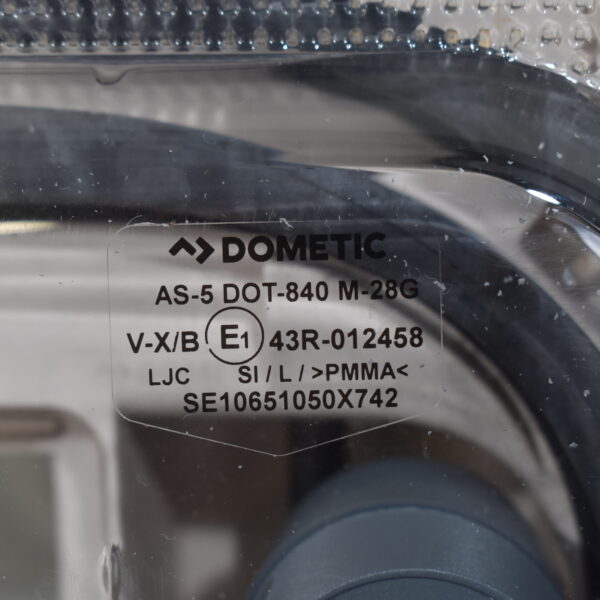 DOMETIC
AS-5 DOT-840 M-28G
V-X/B E1 43R-012458
LJC SI / L / >PMMA<
SE10651050X742